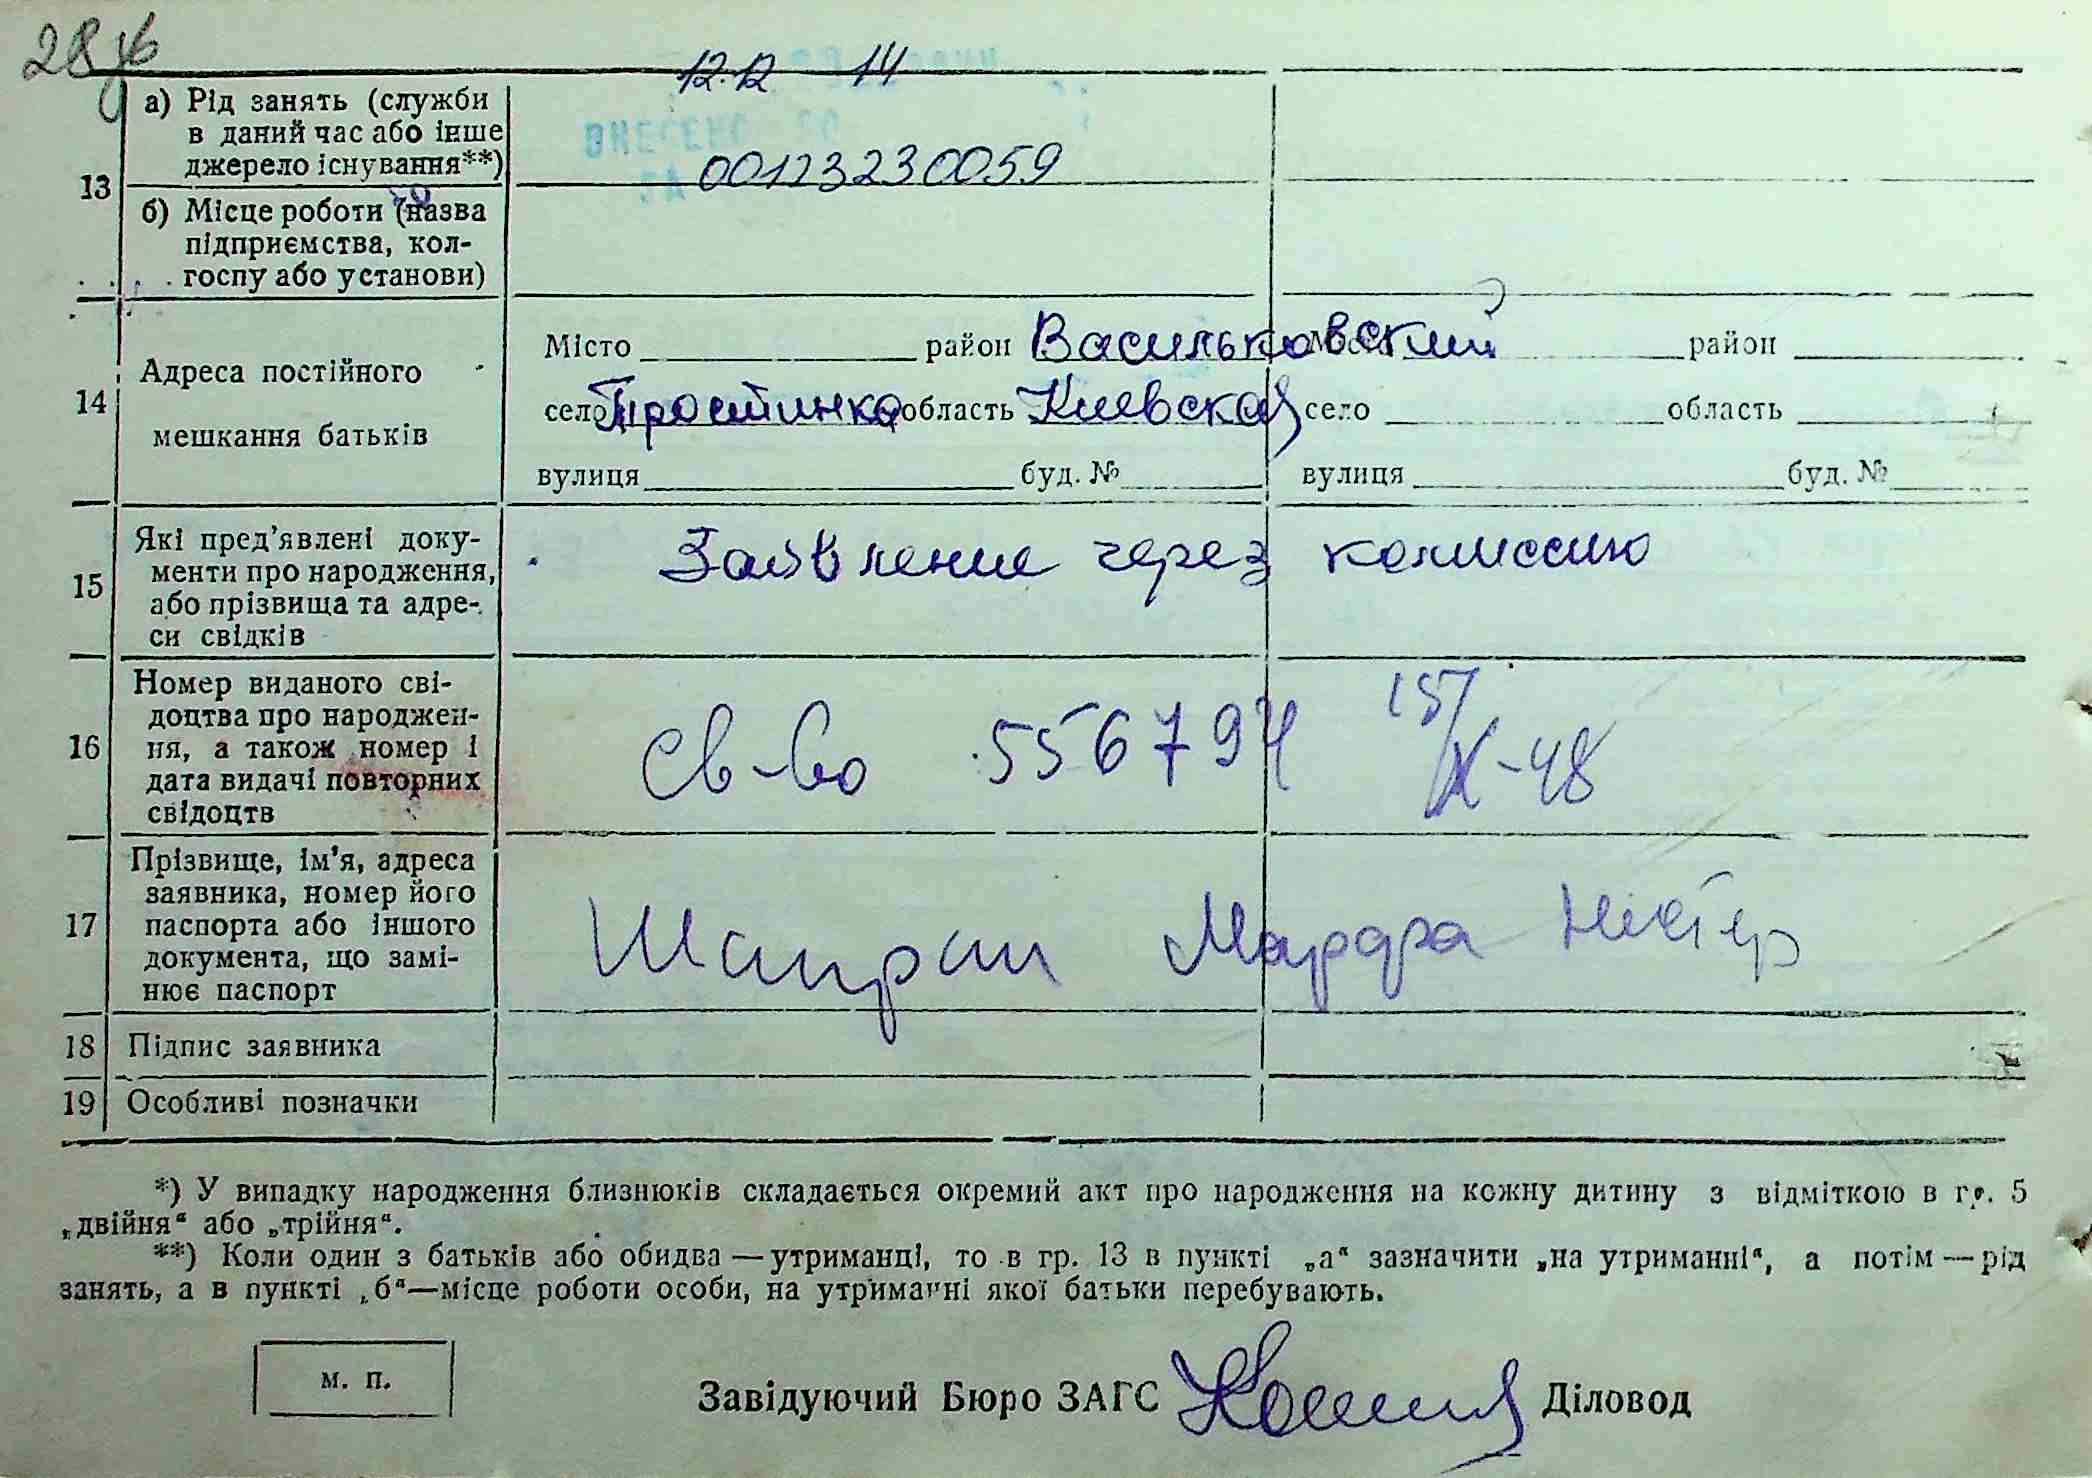 28
12.12 14
ВНЕСЕНО ДО
13
а) Рід занять (служби
в даний час або інше
джерело існування**)
00123230059
б) Місце роботи (назва
підприємства, кол-
госпу або установи)
14
Адреса постійного
мешкання батьків
Місто район Васильковский Місто район
село область Киевская село область
вулиця буд. № вулиця буд. №
15
Які пред’явлені доку-
менти про народження,
або прізвища та адре-
си свідків
Заявление через комиссию
16
Номер виданого сві-
доцтва про народжен-
ня, а також номер і
дата видачі повторних
свідоцтв
Св-во 556794 15/X-48
17
Прізвище, ім’я, адреса
заявника, номер його
паспорта або іншого
документа, що замі-
нює паспорт
Марфа
18 Підпис заявника
19 Особливі позначки
*) У випадку народження близнюків складається окремий акт про народження на кожну дитину з відміткою в гр. 5
„двійня“ або „трійня“.
**) Коли один з батьків або обидва — утриманці, то в гр. 13 в пункті „а“ зазначити „на утриманні“, а потім — рід
занять, а в пункті „б“—місце роботи особи, на утриманні якої батьки перебувають.
м. п.
Завідуючий Бюро ЗАГС Діловод